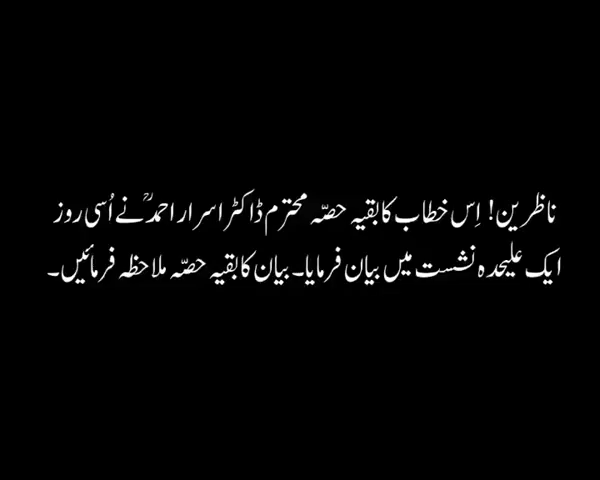 ناظرین! اِس خطاب کا بقیہ حصّہ محترم ڈاکٹر اسرار احمدؒ نے اُسی روز
ایک علیحدہ نشست میں بیان فرمایا۔ بیان کا بقیہ حصّہ ملاحظہ فرمائیں۔